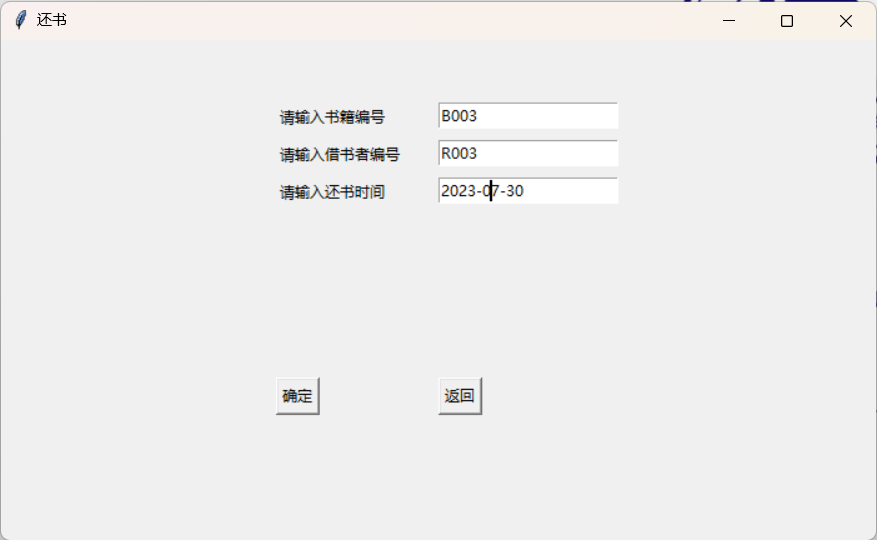 还书
请输入书籍编号 B003
请输入借书者编号 R003
请输入还书时间 2023-07-30
确定 返回